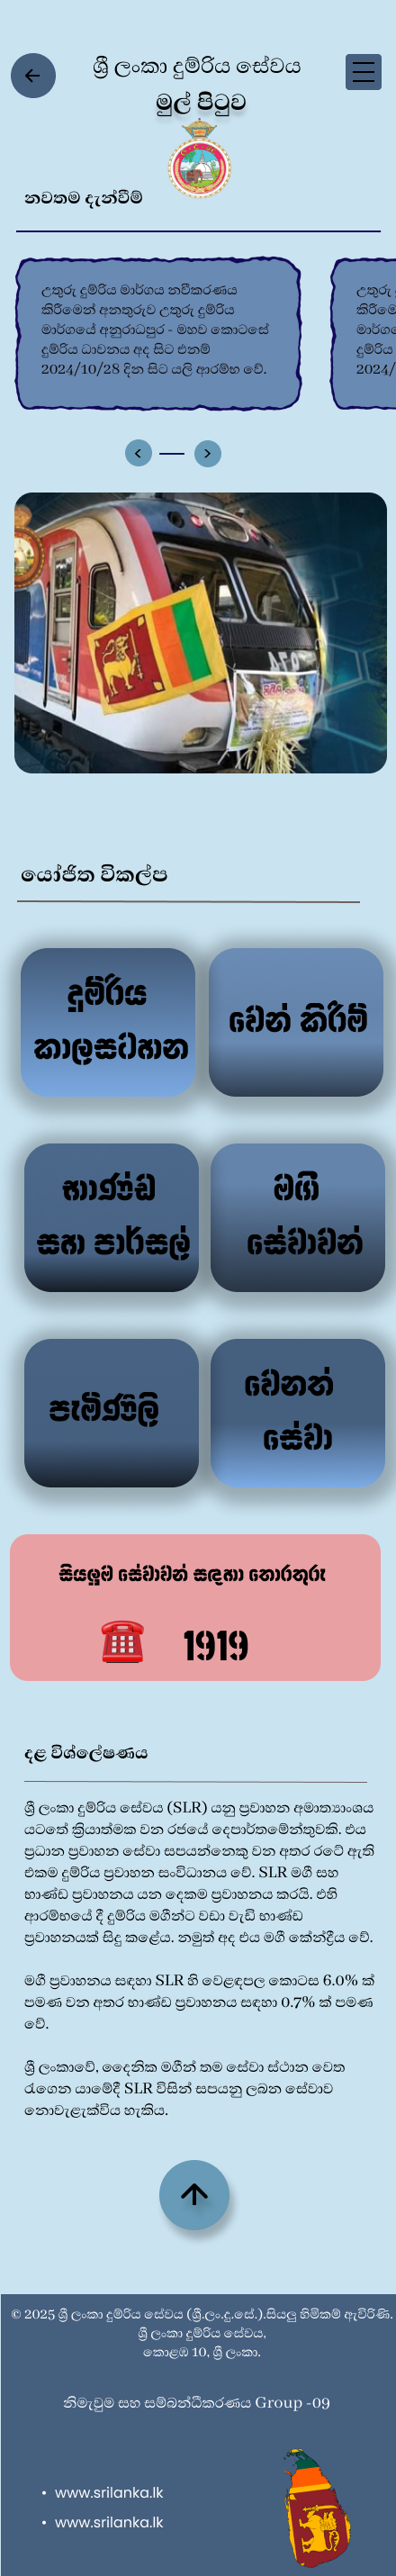 ශ්‍රී ලංකා දුම්රිය සේවය
මුල් පිටුව
නවතම දැන්වීම්
උතුරු දුම්රිය මාර්ගය නවීකරණය
කිරීමෙන් අනතුරුව උතුරු දුම්රිය
මාර්ගයේ අනුරාධපුර - මහව කොටසේ
දුම්රිය ධාවනය අද සිට එනම්
2024/10/28 දින සිට යලි ආරම්භ වේ.
උතුරු
කිරීමෙ
මාර්ගයෙ
දුම්රිය
2024/
යෝජිත විකල්ප
දුම්රිය
කාලසටහන
වෙන් කිරීම්
භාණ්ඩ
සහ පාර්සල්
මගී
සේවාවන්
පැමිණිලි
වෙනත්
සේවා
සියලුම සේවාවන් සඳහා තොරතුරු
1919
දළ විශ්ලේෂණය
ශ්‍රී ලංකා දුම්රිය සේවය (SLR) යනු ප්‍රවාහන අමාත්‍යාංශය
යටතේ ක්‍රියාත්මක වන රජයේ දෙපාර්තමේන්තුවකි. එය
ප්‍රධාන ප්‍රවාහන සේවා සපයන්නෙකු වන අතර රටේ ඇති
එකම දුම්රිය ප්‍රවාහන සංවිධානය වේ. SLR මගී සහ
භාණ්ඩ ප්‍රවාහනය යන දෙකම ප්‍රවාහනය කරයි. එහි
ආරම්භයේ දී දුම්රිය මගීන්ට වඩා වැඩි භාණ්ඩ
ප්‍රවාහනයක් සිදු කළේය. නමුත් අද එය මගී කේන්ද්‍රීය වේ.
මගී ප්‍රවාහනය සඳහා SLR හි වෙළඳපල කොටස 6.0% ක්
පමණ වන අතර භාණ්ඩ ප්‍රවාහනය සඳහා 0.7% ක් පමණ
වේ.
ශ්‍රී ලංකාවේ, දෛනික මගීන් තම සේවා ස්ථාන වෙත
රැගෙන යාමේදී SLR විසින් සපයනු ලබන සේවාව
නොවැළැක්විය හැකිය.
© 2025 ශ්‍රී ලංකා දුම්රිය සේවය (ශ්‍රී.ලං.දු.සේ.).සියලු හිමිකම් ඇවිරිණි.
ශ්‍රී ලංකා දුම්රිය සේවය,
කොළඹ 10, ශ්‍රී ලංකා.
නිමැවුම සහ සම්බන්ධීකරණය Group -09
• www.srilanka.lk
• www.srilanka.lk